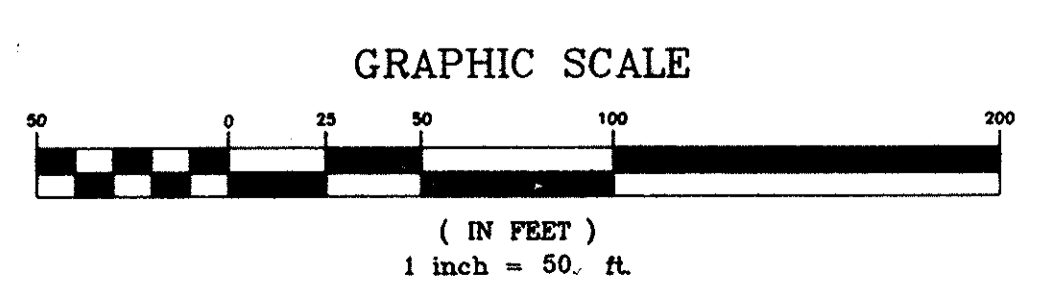 GRAPHIC SCALE
50 0 25 50 100 200
( IN FEET )
1 inch = 50. ft.